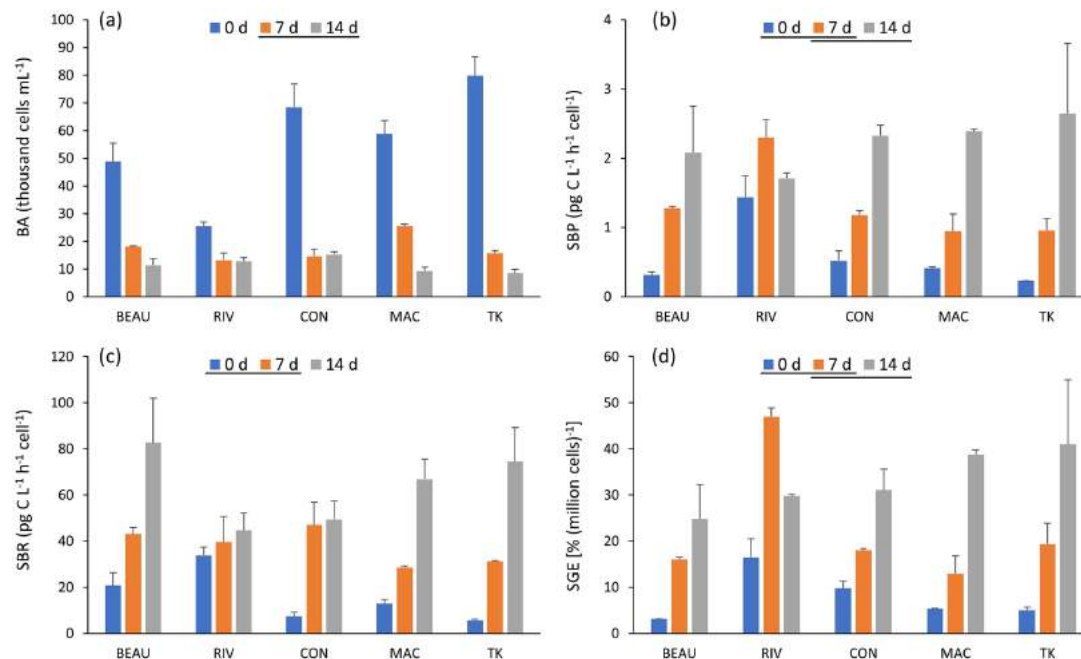 (a)
0 d 7 d 14 d
BA (thousand cells mL⁻¹)
100
90
80
70
60
50
40
30
20
10
0
BEAU RIV CON MAC TK
(b)
0 d 7 d 14 d
SBP (pg C L⁻¹ h⁻¹ cell⁻¹)
4
3
2
1
0
BEAU RIV CON MAC TK
(c)
0 d 7 d 14 d
SBR (pg C L⁻¹ h⁻¹ cell⁻¹)
120
100
80
60
40
20
0
BEAU RIV CON MAC TK
(d)
0 d 7 d 14 d
SGE [% (million cells)⁻¹]
60
50
40
30
20
10
0
BEAU RIV CON MAC TK